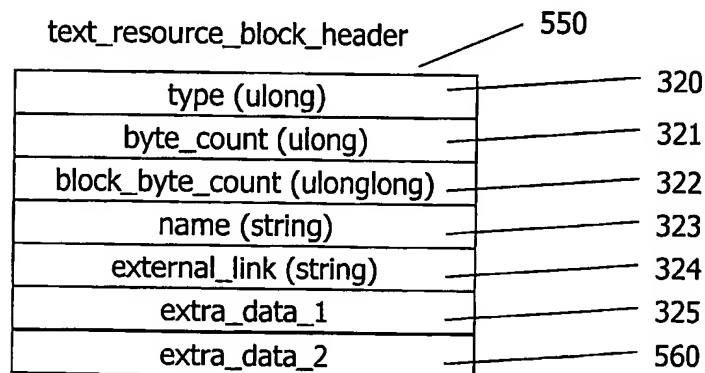 text_resource_block_header 550
type (ulong) 320
byte_count (ulong) 321
block_byte_count (ulonglong) 322
name (string) 323
external_link (string) 324
extra_data_1 325
extra_data_2 560